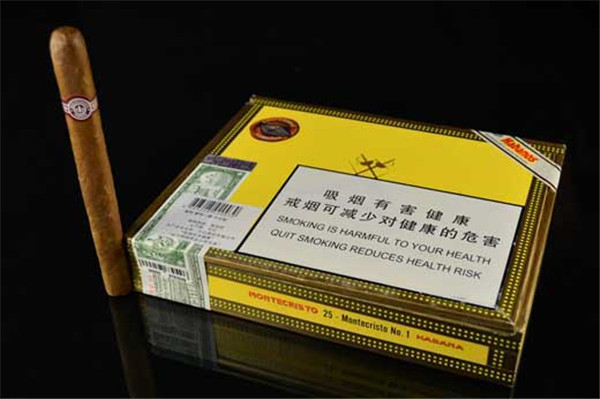 HABANOS
吸烟有害健康
戒烟可减少对健康的危害
SMOKING IS HARMFUL TO YOUR HEALTH
QUIT SMOKING REDUCES HEALTH RISK
MONTECRISTO 25 - Montecristo No. 1 HABANA